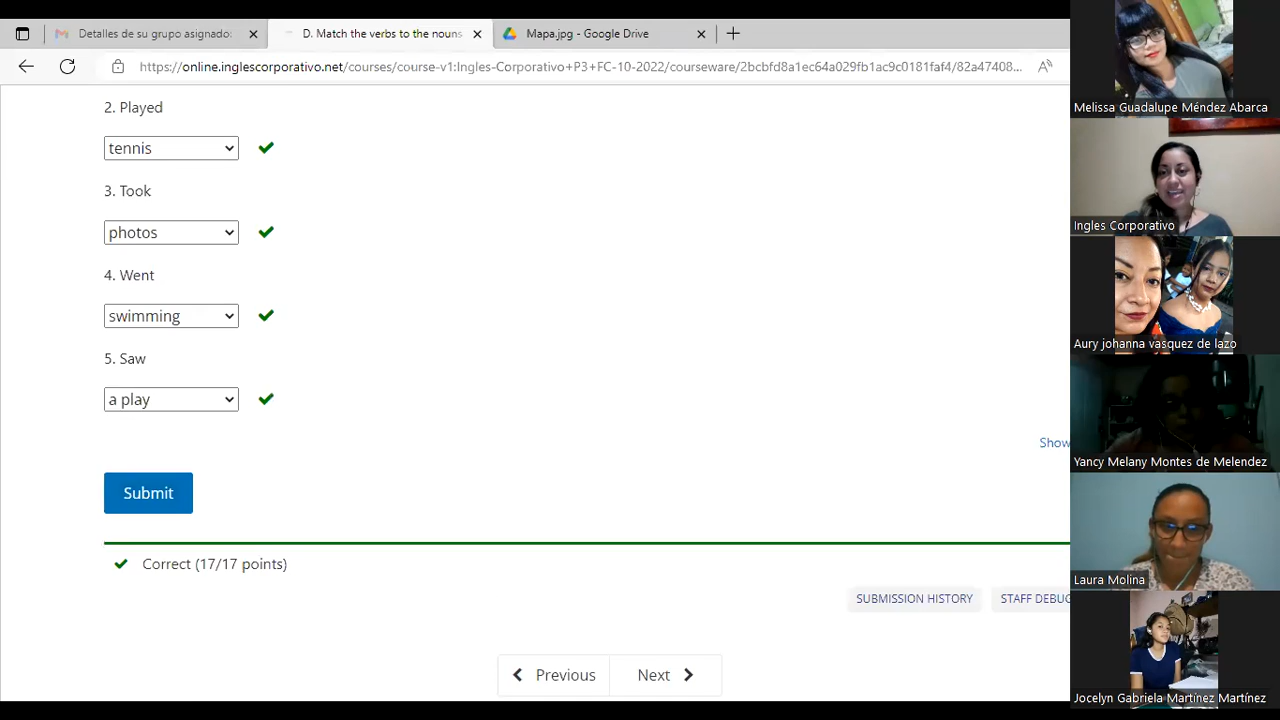 Detalles de su grupo asignado:
D. Match the verbs to the nouns
Mapa.jpg - Google Drive
https://online.inglescorporativo.net/courses/course-v1:Ingles-Corporativo+P3+FC-10-2022/courseware/2bcbfd8a1ec64a029fb1ac9c0181faf4/82a47408...
2. Played
tennis
3. Took
photos
4. Went
swimming
5. Saw
a play
Show
Submit
Correct (17/17 points)
SUBMISSION HISTORY
STAFF DEBUG
Previous
Next
Melissa Guadalupe Méndez Abarca
Ingles Corporativo
Aury johanna vasquez de lazo
Yancy Melany Montes de Melendez
Laura Molina
Jocelyn Gabriela Martínez Martínez